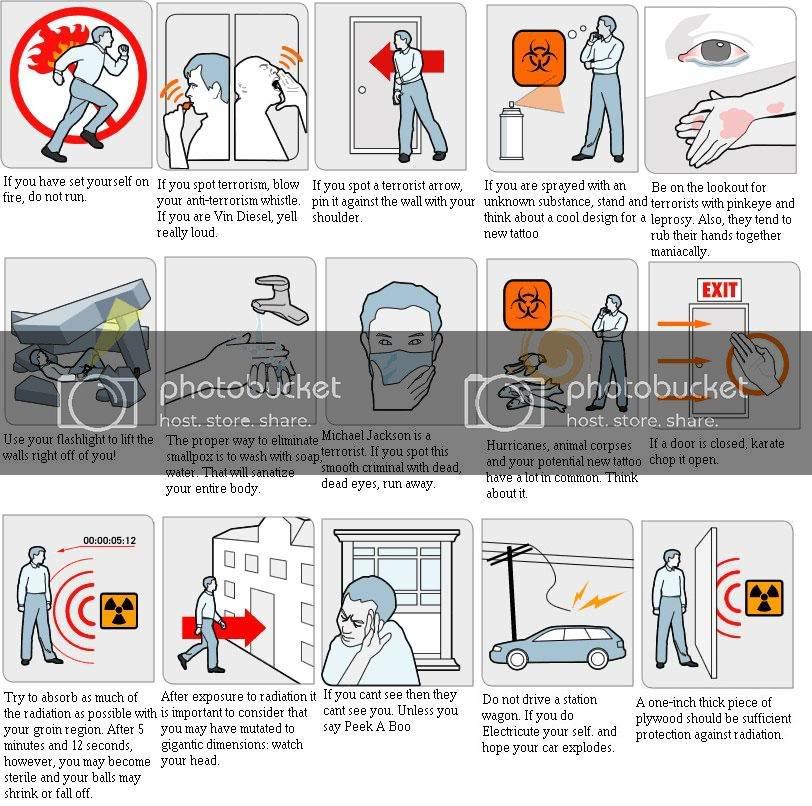 If you have set yourself on
fire, do not run.
If you spot terrorism, blow
your anti-terrorism whistle.
If you are Vin Diesel, yell
really loud.
If you spot a terrorist arrow,
pin it against the wall with your
shoulder.
If you are sprayed with an
unknown substance, stand and
think about a cool design for a
new tattoo
Be on the lookout for
terrorists with pinkeye and
leprosy. Also, they tend to
rub their hands together
maniacally.
EXIT
photobucket
host. store. share.
photobucket
host. store. share.
Use your flashlight to lift the
walls right off of you!
The proper way to eliminate
smallpox is to wash with soap,
water. That will sanatize
your entire body.
Michael Jackson is a
terrorist. If you spot this
smooth criminal with dead,
dead eyes, run away.
Hurricanes, animal corpses
and your potential new tattoo
have a lot in common. Think
about it.
If a door is closed, karate
chop it open.
00:00:05:12
Try to absorb as much of
the radiation as possible with
your groin region. After 5
minutes and 12 seconds,
however, you may become
sterile and your balls may
shrink or fall off.
After exposure to radiation it
is important to consider that
you may have mutated to
gigantic dimensions: watch
your head.
If you cant see then they
cant see you. Unless you
say Peek A Boo
Do not drive a station
wagon. If you do
Electricute your self. and
hope your car explodes.
A one-inch thick piece of
plywood should be sufficient
protection against radiation.